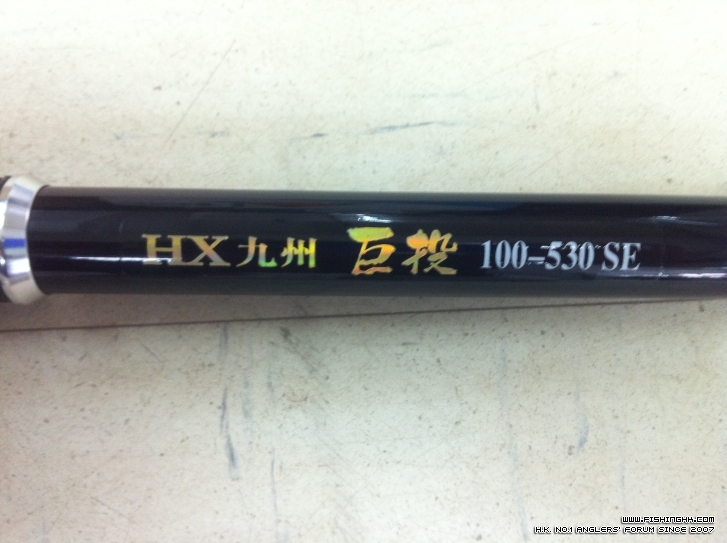 HX 九州 巨投 100-530 SE
WWW.FISHINGHK.COM
(H.K. NO.1 ANGLERS' FORUM SINCE 2007